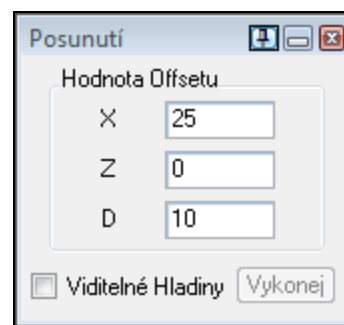 Posunutí
Hodnota Offsetu
X 25
Z 0
D 10
Viditelné Hladiny Vykonej